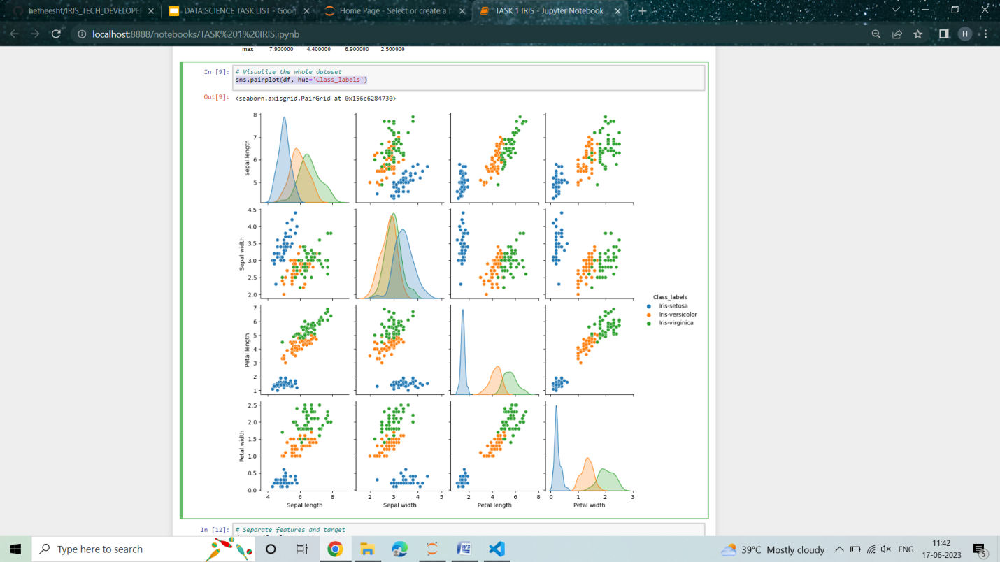 hetheesht/IRIS_TECH_DEVELOPE
DATA SCIENCE TASK LIST - Goog
Home Page - Select or create a
TASK 1 IRIS - Jupyter Notebook
localhost:8888/notebooks/TASK%201%20IRIS.ipynb
H
max 7.900000 4.400000 6.900000 2.500000
In [9]: # Visualize the whole dataset
sns.pairplot(df, hue='Class_labels')
Out[9]: <seaborn.axisgrid.PairGrid at 0x156c6284730>
8
7
6
5
Sepal length
4.5
4.0
3.5
3.0
2.5
2.0
Sepal width
7
6
5
4
3
2
1
Petal length
2.5
2.0
1.5
1.0
0.5
0.0
Petal width
4 6 8 2 3 4 5 2 4 6 8 0 1 2 3
Sepal length Sepal width Petal length Petal width
Class_labels
Iris-setosa
Iris-versicolor
Iris-virginica
In [12]: # Separate features and target
Type here to search
39°C Mostly cloudy
ENG
11:42
17-06-2023
5